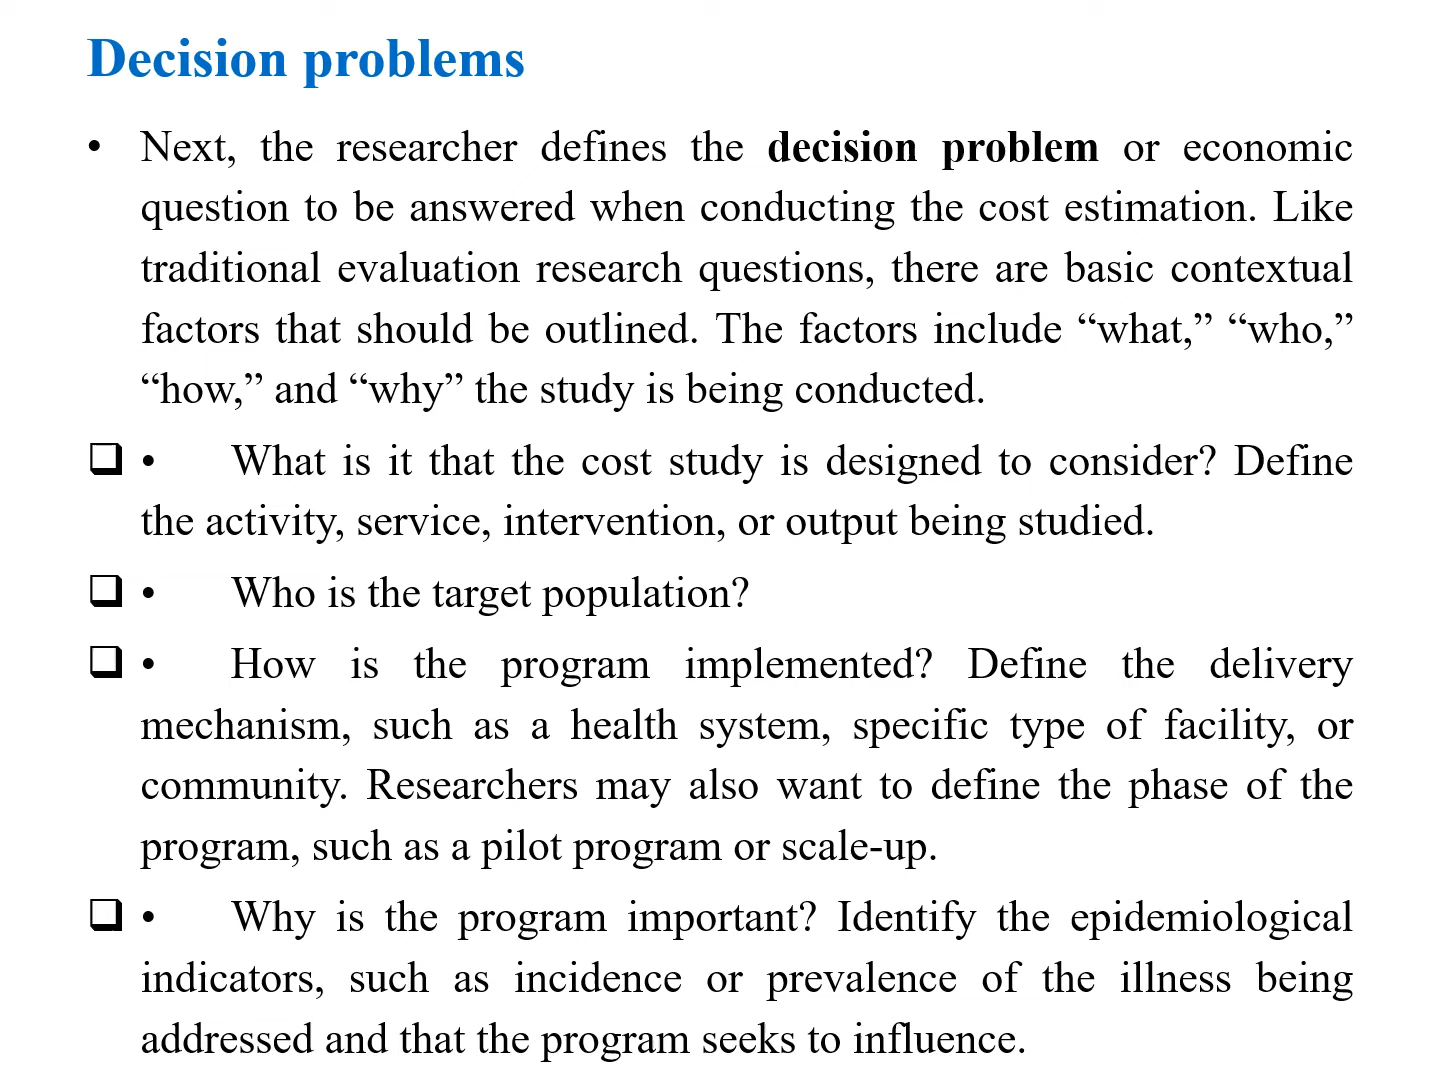 Decision problems
• Next, the researcher defines the decision problem or economic
question to be answered when conducting the cost estimation. Like
traditional evaluation research questions, there are basic contextual
factors that should be outlined. The factors include “what,” “who,”
“how,” and “why” the study is being conducted.
❑ • What is it that the cost study is designed to consider? Define
the activity, service, intervention, or output being studied.
❑ • Who is the target population?
❑ • How is the program implemented? Define the delivery
mechanism, such as a health system, specific type of facility, or
community. Researchers may also want to define the phase of the
program, such as a pilot program or scale-up.
❑ • Why is the program important? Identify the epidemiological
indicators, such as incidence or prevalence of the illness being
addressed and that the program seeks to influence.